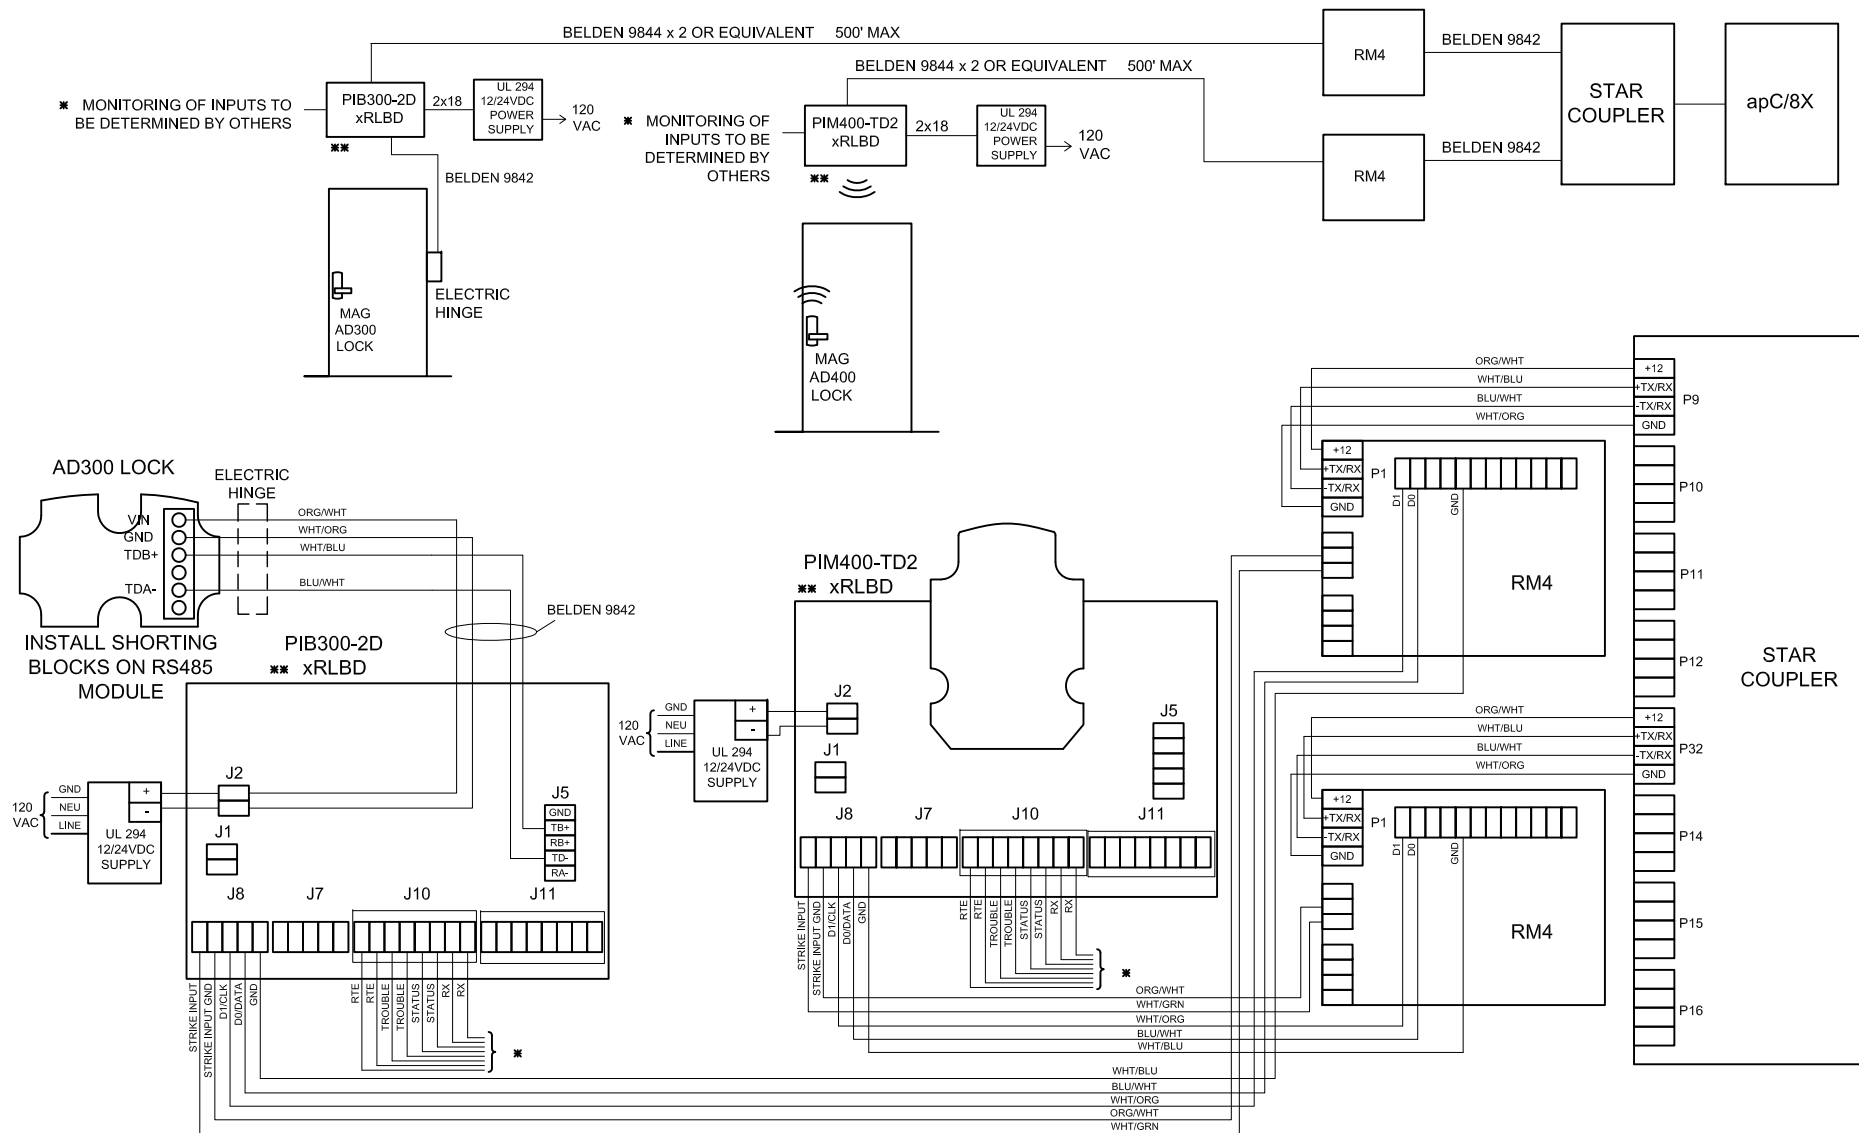 BELDEN 9844 x 2 OR EQUIVALENT 500' MAX
BELDEN 9844 x 2 OR EQUIVALENT 500' MAX
RM4
BELDEN 9842
STAR
COUPLER
apC/8X
RM4
BELDEN 9842
* MONITORING OF INPUTS TO
BE DETERMINED BY OTHERS
PIB300-2D
xRLBD
**
2x18
UL 294
12/24VDC
POWER
SUPPLY
120
VAC
BELDEN 9842
MAG
AD300
LOCK
ELECTRIC
HINGE
* MONITORING OF
INPUTS TO BE
DETERMINED BY
OTHERS
PIM400-TD2
xRLBD
**
2x18
UL 294
12/24VDC
POWER
SUPPLY
120
VAC
MAG
AD400
LOCK
AD300 LOCK
VIN
GND
TDB+
TDA-
ELECTRIC
HINGE
ORG/WHT
WHT/ORG
WHT/BLU
BLU/WHT
BELDEN 9842
INSTALL SHORTING
BLOCKS ON RS485
MODULE
PIB300-2D
** xRLBD
120
VAC
GND
NEU
LINE
+
-
UL 294
12/24VDC
SUPPLY
J2
J1
J5
GND
TB+
RB+
TD-
RA-
J8
J7
J10
J11
STRIKE INPUT
STRIKE INPUT GND
D1/CLK
D0/DATA
GND
RTE
RTE
TROUBLE
TROUBLE
STATUS
STATUS
RX
RX
*
PIM400-TD2
** xRLBD
120
VAC
GND
NEU
LINE
+
-
UL 294
12/24VDC
SUPPLY
J2
J1
J5
J8
J7
J10
J11
STRIKE INPUT
STRIKE INPUT GND
D1/CLK
D0/DATA
GND
RTE
RTE
TROUBLE
TROUBLE
STATUS
STATUS
RX
RX
*
ORG/WHT
WHT/GRN
WHT/ORG
BLU/WHT
WHT/BLU
WHT/BLU
BLU/WHT
WHT/ORG
ORG/WHT
WHT/GRN
ORG/WHT
WHT/BLU
BLU/WHT
WHT/ORG
+12
+TX/RX
-TX/RX
GND
P1
D1
D0
GND
RM4
ORG/WHT
WHT/BLU
BLU/WHT
WHT/ORG
+12
+TX/RX
-TX/RX
GND
P1
D1
D0
GND
RM4
+12
+TX/RX
-TX/RX
GND
P9
P10
P11
P12
+12
+TX/RX
-TX/RX
GND
P32
P14
P15
P16
STAR
COUPLER